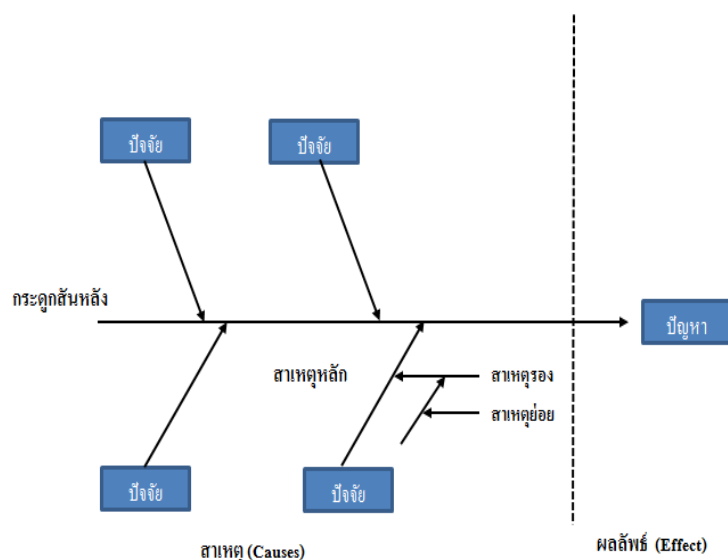 ปัจจัย
ปัจจัย
กระดูกสันหลัง
ปัญหา
สาเหตุหลัก
สาเหตุรอง
สาเหตุย่อย
ปัจจัย
ปัจจัย
สาเหตุ (Causes)
ผลลัพธ์ (Effect)